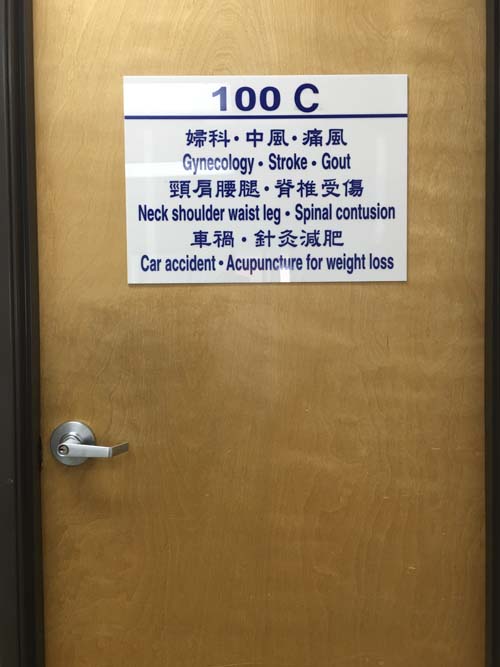 100 C
婦科•中風•痛風
Gynecology • Stroke • Gout
頸肩腰腿•脊椎受傷
Neck shoulder waist leg • Spinal contusion
車禍•針灸減肥
Car accident • Acupuncture for weight loss